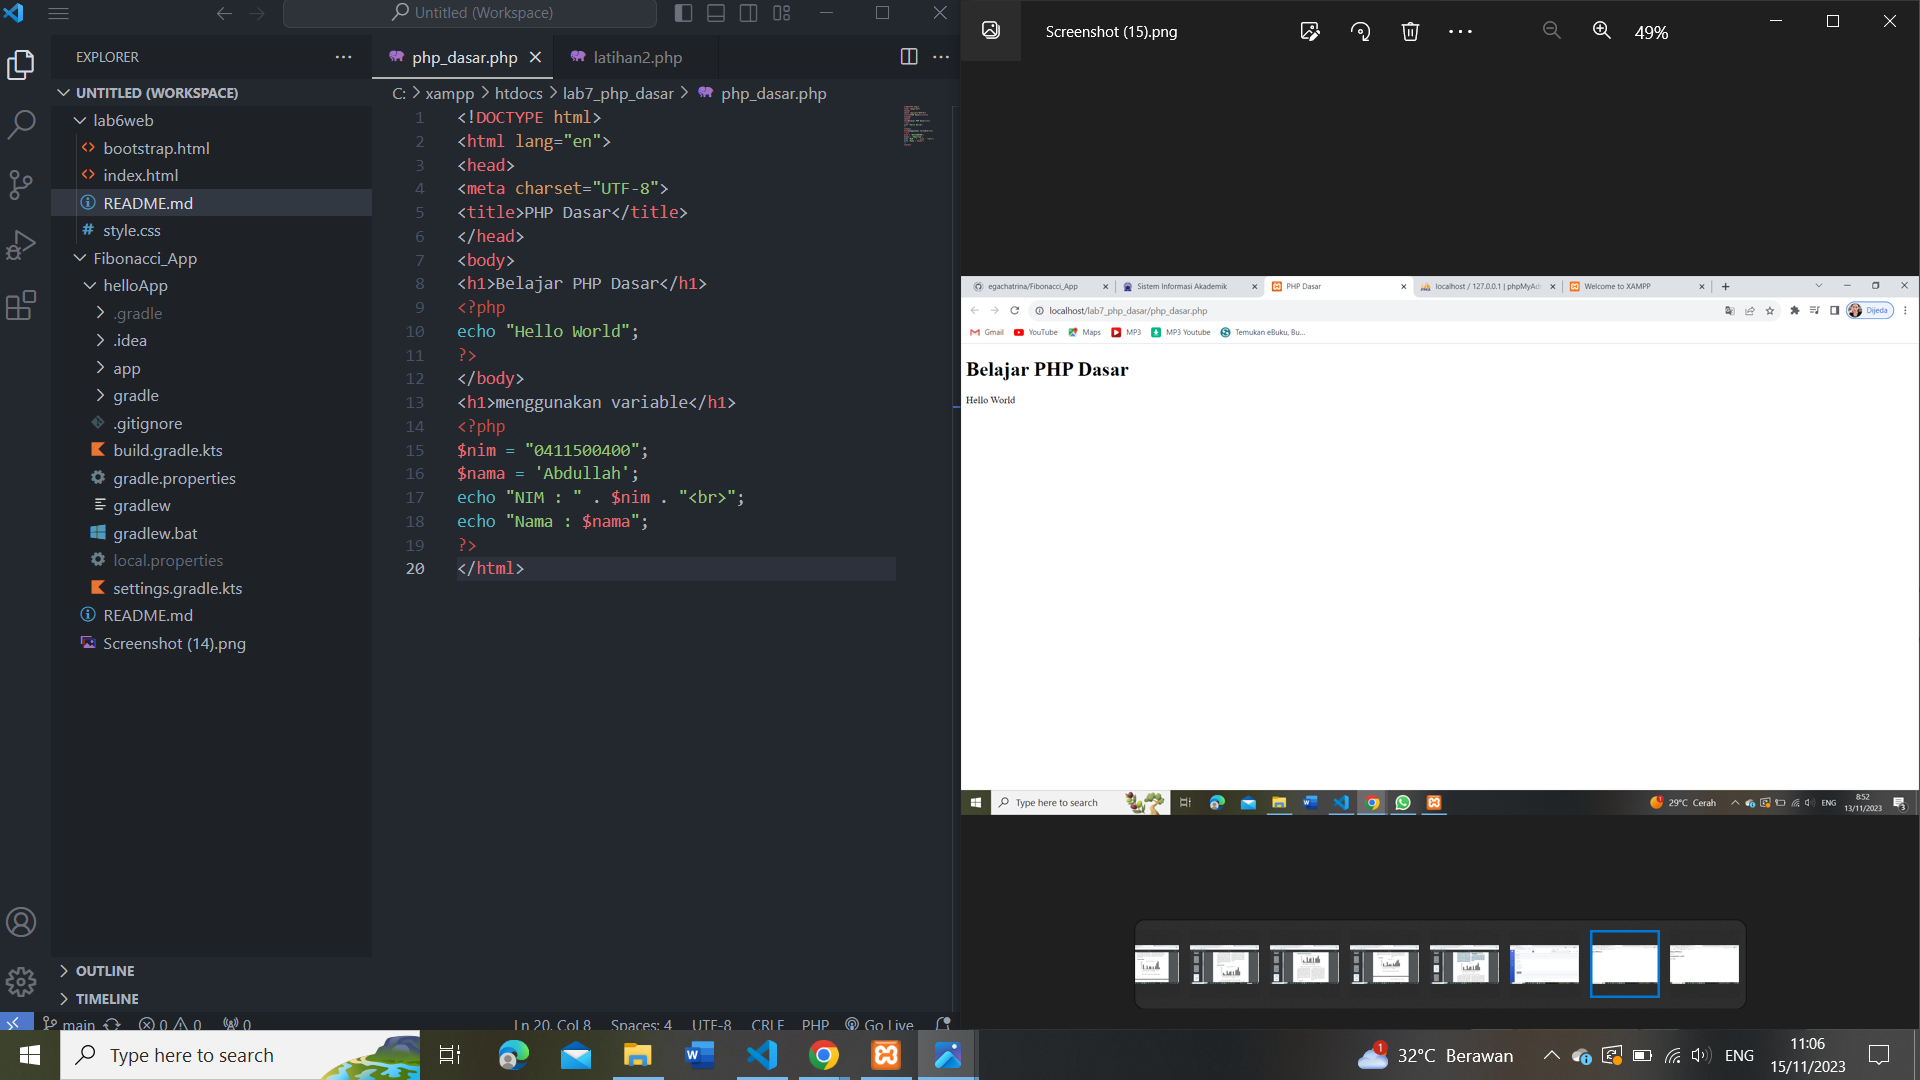 Untitled (Workspace)
EXPLORER
UNTITLED (WORKSPACE)
lab6web
bootstrap.html
index.html
README.md
style.css
Fibonacci_App
helloApp
.gradle
.idea
app
gradle
.gitignore
build.gradle.kts
gradle.properties
gradlew
gradlew.bat
local.properties
settings.gradle.kts
README.md
Screenshot (14).png
OUTLINE
TIMELINE
php_dasar.php
latihan2.php
C: > xampp > htdocs > lab7_php_dasar > php_dasar.php
1 <!DOCTYPE html>
2 <html lang="en">
3 <head>
4 <meta charset="UTF-8">
5 <title>PHP Dasar</title>
6 </head>
7 <body>
8 <h1>Belajar PHP Dasar</h1>
9 <?php
10 echo "Hello World";
11 ?>
12 </body>
13 <h1>menggunakan variable</h1>
14 <?php
15 $nim = "0411500400";
16 $nama = 'Abdullah';
17 echo "NIM : " . $nim . "<br>";
18 echo "Nama : $nama";
19 ?>
20 </html>
main 0 0 0 Ln 20, Col 8 Spaces: 4 UTF-8 CRLF PHP Go Live
Screenshot (15).png 49%
egachatrina/Fibonacci_App Sistem Informasi Akademik PHP Dasar localhost / 127.0.0.1 | phpMyAd Welcome to XAMPP
localhost/lab7_php_dasar/php_dasar.php Dijeda
Gmail YouTube Maps MP3 MP3 Youtube Temukan eBuku, Bu...
Belajar PHP Dasar
Hello World
Type here to search 29°C Cerah ENG 8:52
13/11/2023 3
Type here to search 1 32°C Berawan ENG 11:06
15/11/2023